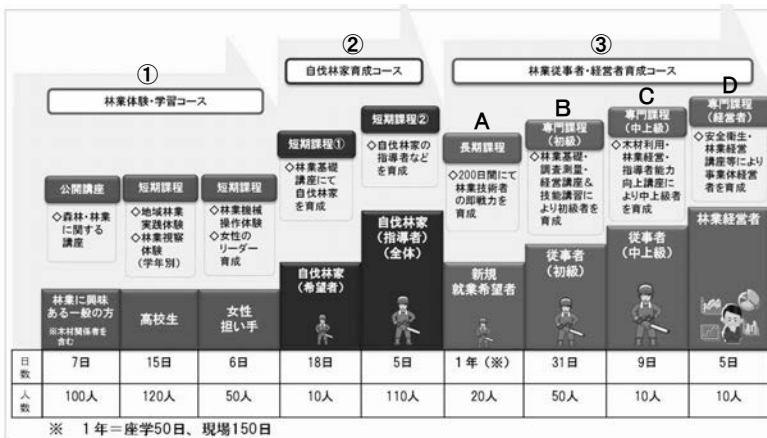 ①
林業体験・学習コース
②
自伐林家育成コース
③
林業従事者・経営者育成コース
公開講座
◇森林・林業
に関する
講座
林業に興味
ある一般の方
※木材関係者を
含む
短期課程
◇地域林業
実践体験
◇林業視察
体験
(学年別)
高校生
短期課程
◇林業機械
操作体験
◇女性の
リーダー
育成
女性
担い手
短期課程①
◇林業基礎
講座にて
自伐林家
を育成
自伐林家
(希望者)
短期課程②
◇自伐林家の
指導者など
を育成
自伐林家
(指導者)
(全体)
A
長期課程
◇200日間にて
林業技術者
の即戦力を
育成
新規
就業希望者
B
専門課程
(初級)
◇林業基礎・
調査測量・
経営講座&
技能講習に
より初級者を
育成
従事者
(初級)
C
専門課程
(中上級)
◇木材利用・
林業経営・
指導者能力
向上講座に
より中上級者
を育成
従事者
(中上級)
D
専門課程
(経営者)
◇安全衛生・
林業経営
講座等により
事業体経営
者を育成
林業経営者
日数 7日 15日 6日 18日 5日 1年(※) 31日 9日 5日
人数 100人 120人 50人 10人 110人 20人 50人 10人 10人
※ 1年=座学50日、現場150日